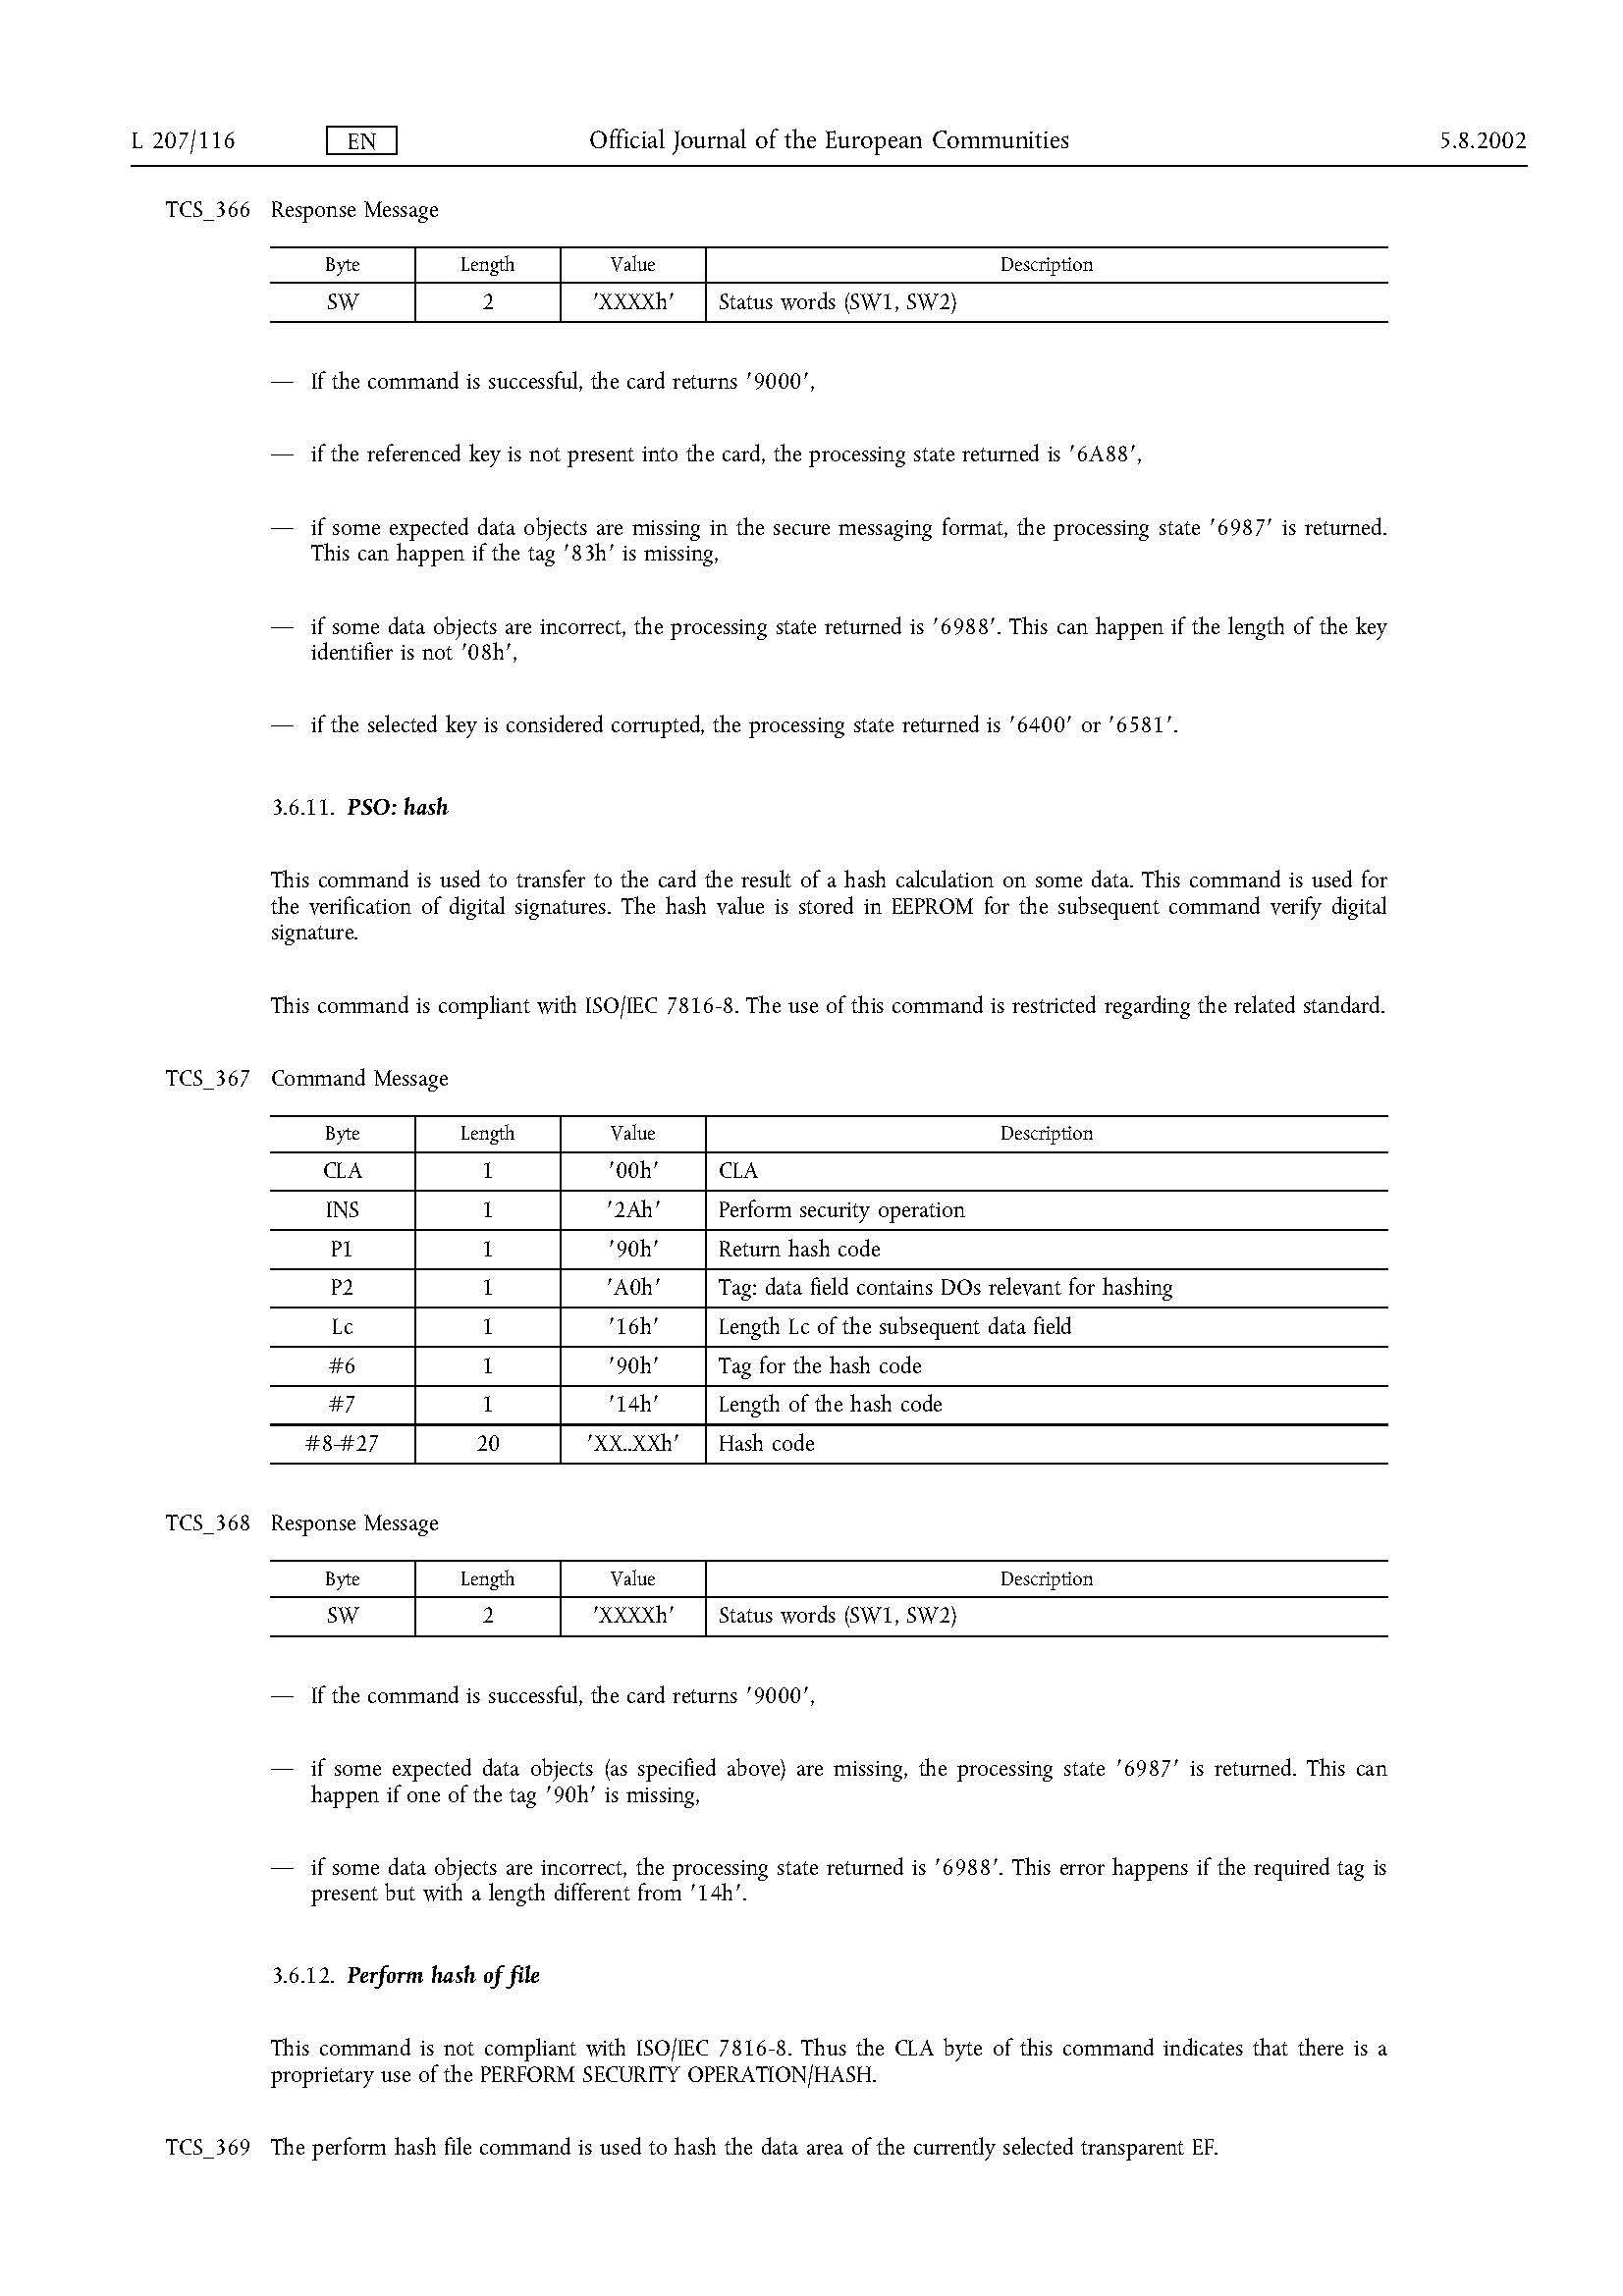 L 207/116 EN Official Journal of the European Communities 5.8.2002
TCS_366 Response Message
Byte Length Value Description
SW 2 'XXXXh' Status words (SW1, SW2)
— If the command is successful, the card returns '9000',
— if the referenced key is not present into the card, the processing state returned is '6A88',
— if some expected data objects are missing in the secure messaging format, the processing state '6987' is returned.
This can happen if the tag '83h' is missing,
— if some data objects are incorrect, the processing state returned is '6988'. This can happen if the length of the key
identifier is not '08h',
— if the selected key is considered corrupted, the processing state returned is '6400' or '6581'.
3.6.11. PSO: hash
This command is used to transfer to the card the result of a hash calculation on some data. This command is used for
the verification of digital signatures. The hash value is stored in EEPROM for the subsequent command verify digital
signature.
This command is compliant with ISO/IEC 7816-8. The use of this command is restricted regarding the related standard.
TCS_367 Command Message
Byte Length Value Description
CLA 1 '00h' CLA
INS 1 '2Ah' Perform security operation
P1 1 '90h' Return hash code
P2 1 'A0h' Tag: data field contains DOs relevant for hashing
Lc 1 '16h' Length Lc of the subsequent data field
#6 1 '90h' Tag for the hash code
#7 1 '14h' Length of the hash code
#8-#27 20 'XX..XXh' Hash code
TCS_368 Response Message
Byte Length Value Description
SW 2 'XXXXh' Status words (SW1, SW2)
— If the command is successful, the card returns '9000',
— if some expected data objects (as specified above) are missing, the processing state '6987' is returned. This can
happen if one of the tag '90h' is missing,
— if some data objects are incorrect, the processing state returned is '6988'. This error happens if the required tag is
present but with a length different from '14h'.
3.6.12. Perform hash of file
This command is not compliant with ISO/IEC 7816-8. Thus the CLA byte of this command indicates that there is a
proprietary use of the PERFORM SECURITY OPERATION/HASH.
TCS_369 The perform hash file command is used to hash the data area of the currently selected transparent EF.